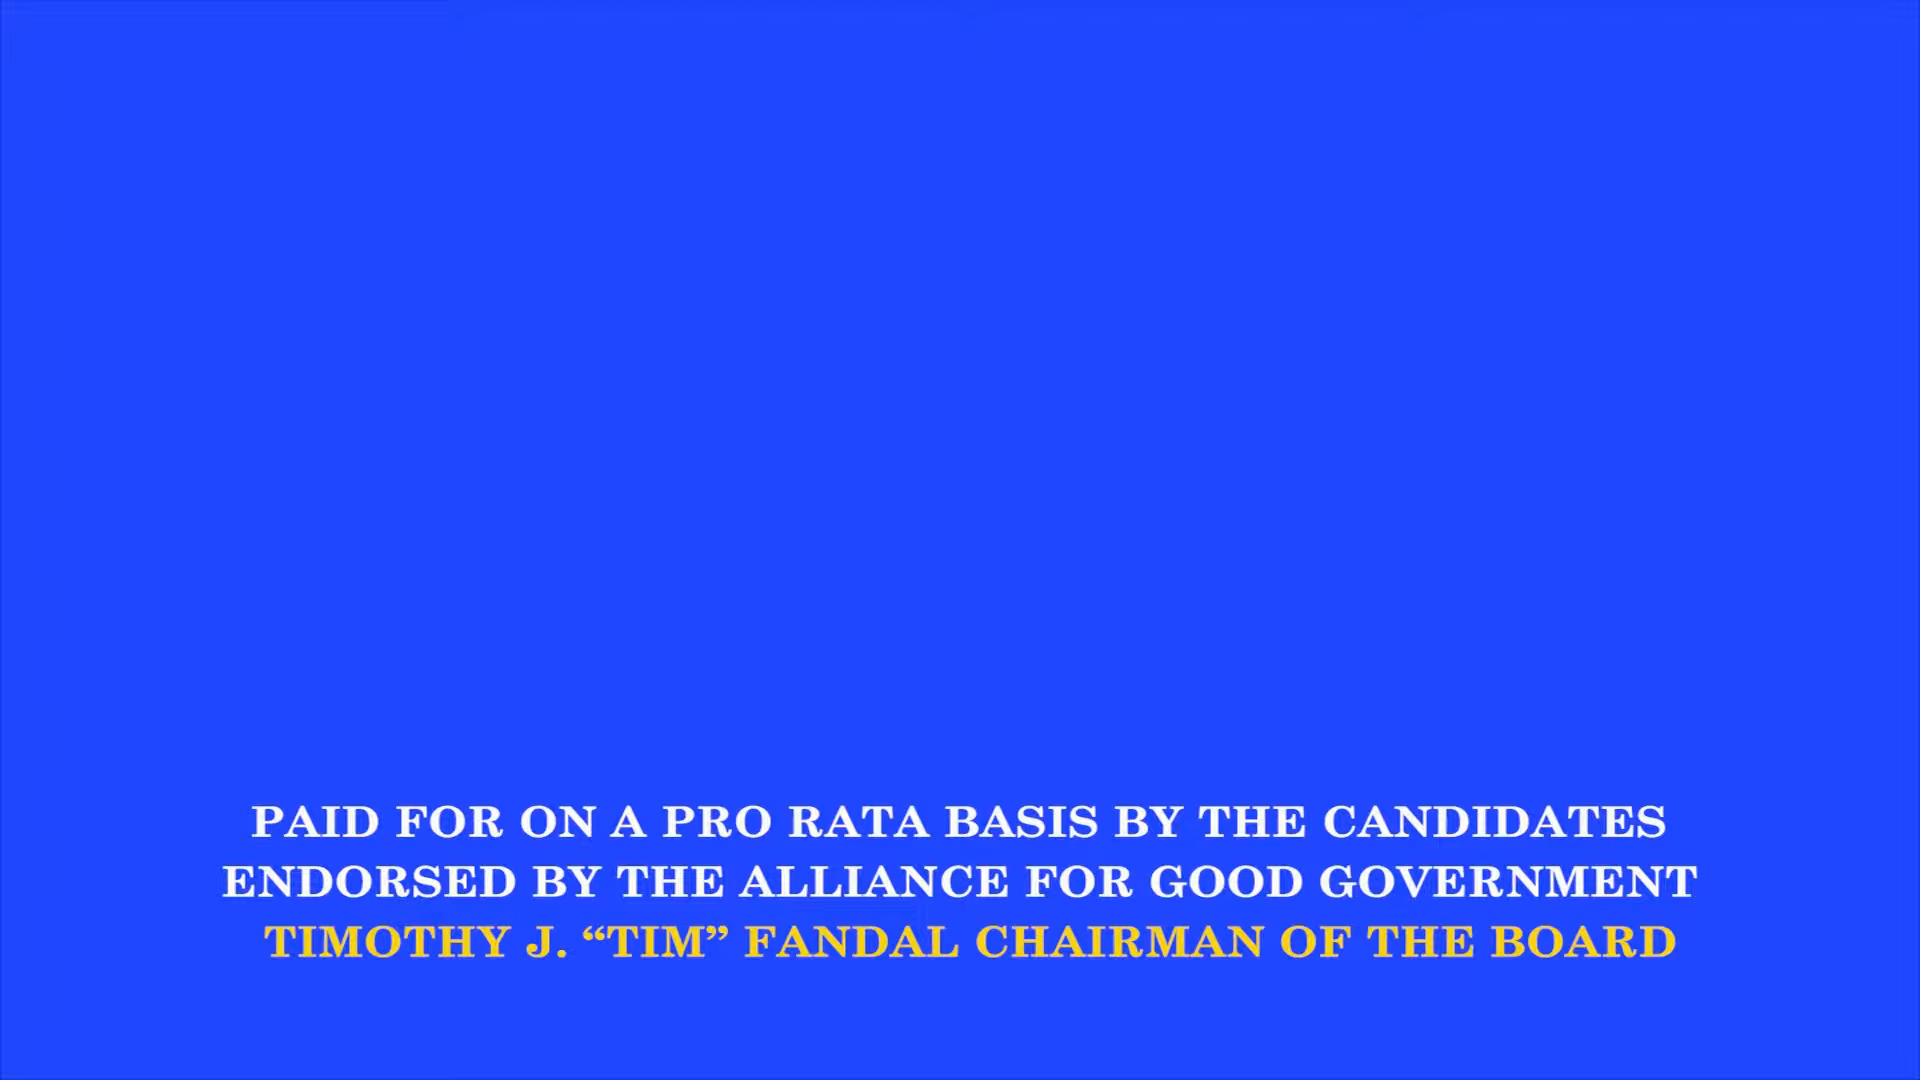 PAID FOR ON A PRO RATA BASIS BY THE CANDIDATES
ENDORSED BY THE ALLIANCE FOR GOOD GOVERNMENT
TIMOTHY J. “TIM” FANDAL CHAIRMAN OF THE BOARD